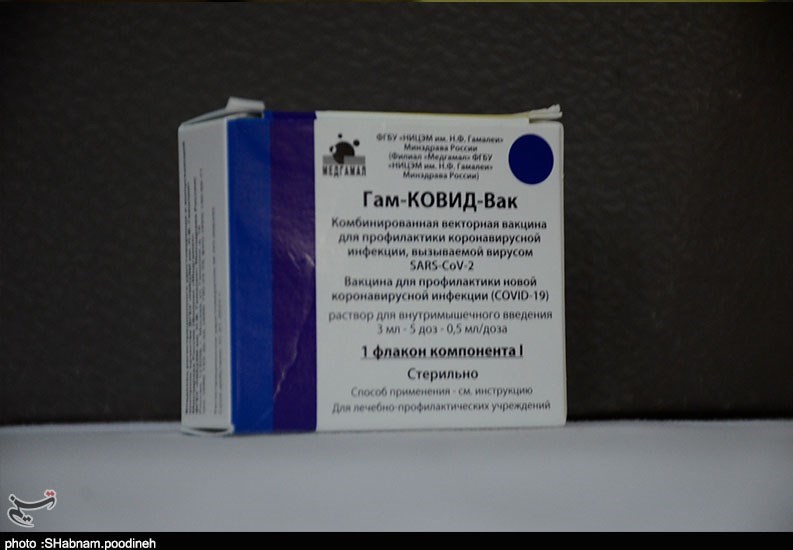 ФГБУ «НИЦЭМ им. Н.Ф. Гамалеи»
Минздрава России
(Филиал «Медгамал» ФГБУ
«НИЦЭМ им. Н.Ф. Гамалеи»
Минздрава России)
МЕДГАМАЛ
Гам-КОВИД-Вак
Комбинированная векторная вакцина
для профилактики коронавирусной
инфекции, вызываемой вирусом
SARS-CoV-2
Вакцина для профилактики новой
коронавирусной инфекции (COVID-19)
раствор для внутримышечного введения
3 мл - 5 доз - 0,5 мл/доза
1 флакон компонента I
Стерильно
Способ применения - см. инструкцию
Для лечебно-профилактических учреждений
تسنیم
photo :SHabnam.poodineh